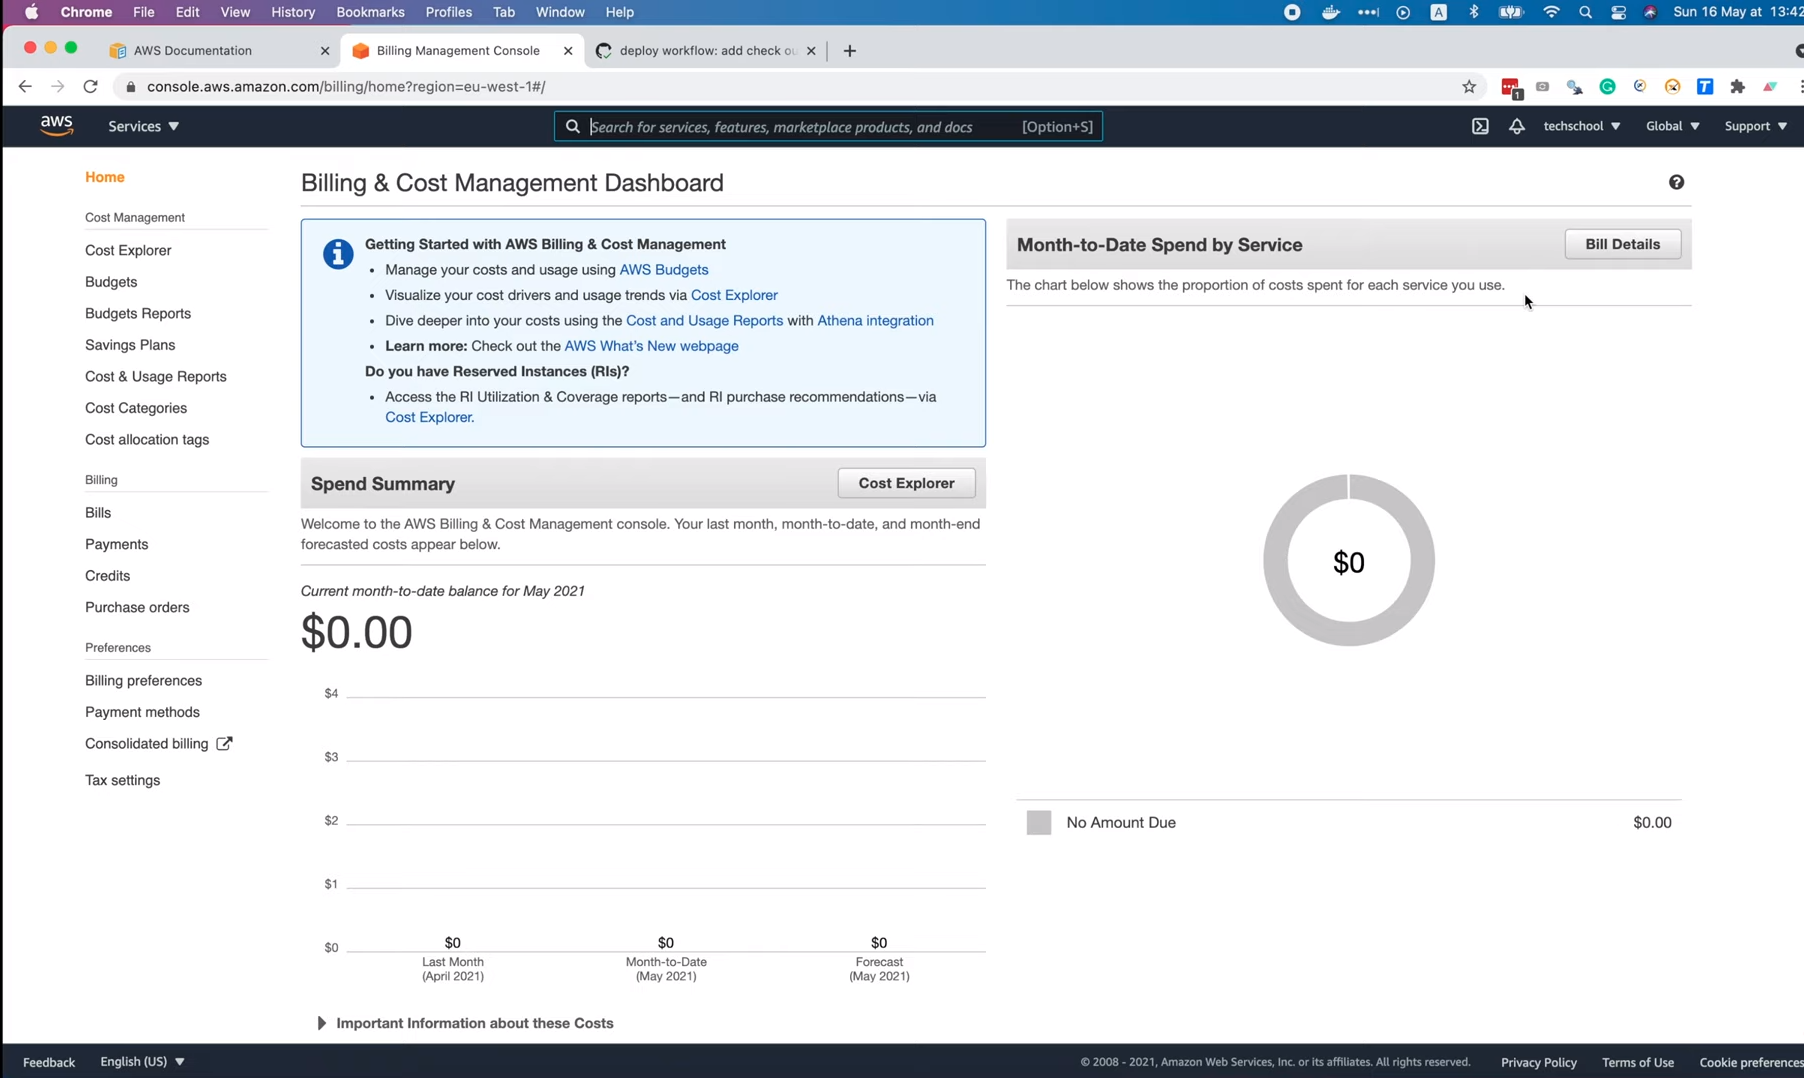 Chrome File Edit View History Bookmarks Profiles Tab Window Help A Sun 16 May at 13:42
AWS Documentation Billing Management Console deploy workflow: add check ou
console.aws.amazon.com/billing/home?region=eu-west-1#/ 1 T
aws Services Search for services, features, marketplace products, and docs [Option+S] techschool Global Support
Home
Cost Management
Cost Explorer
Budgets
Budgets Reports
Savings Plans
Cost & Usage Reports
Cost Categories
Cost allocation tags
Billing
Bills
Payments
Credits
Purchase orders
Preferences
Billing preferences
Payment methods
Consolidated billing
Tax settings
Billing & Cost Management Dashboard
Getting Started with AWS Billing & Cost Management
• Manage your costs and usage using AWS Budgets
• Visualize your cost drivers and usage trends via Cost Explorer
• Dive deeper into your costs using the Cost and Usage Reports with Athena integration
• Learn more: Check out the AWS What's New webpage
Do you have Reserved Instances (RIs)?
• Access the RI Utilization & Coverage reports—and RI purchase recommendations—via
Cost Explorer.
Spend Summary Cost Explorer
Welcome to the AWS Billing & Cost Management console. Your last month, month-to-date, and month-end
forecasted costs appear below.
Current month-to-date balance for May 2021
$0.00
$4
$3
$2
$1
$0
$0 $0 $0
Last Month Month-to-Date Forecast
(April 2021) (May 2021) (May 2021)
Important Information about these Costs
Month-to-Date Spend by Service Bill Details
The chart below shows the proportion of costs spent for each service you use.
$0
No Amount Due $0.00
Feedback English (US) © 2008 - 2021, Amazon Web Services, Inc. or its affiliates. All rights reserved. Privacy Policy Terms of Use Cookie preferences